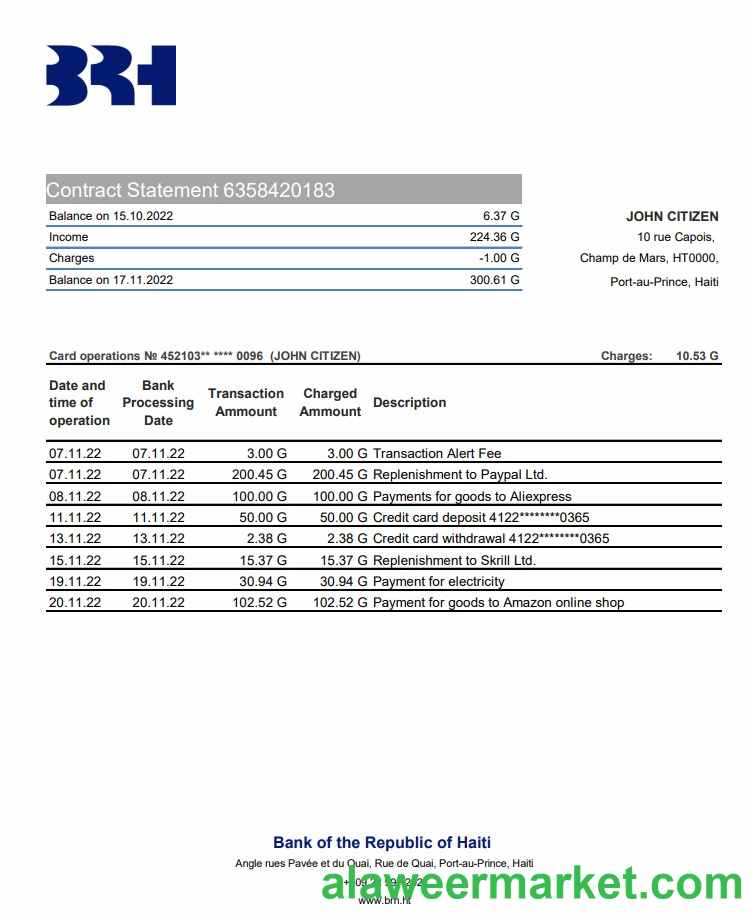 BRH
Contract Statement 6358420183
Balance on 15.10.2022 6.37 G
Income 224.36 G
Charges -1.00 G
Balance on 17.11.2022 300.61 G
JOHN CITIZEN
10 rue Capois,
Champ de Mars, HT0000,
Port-au-Prince, Haiti
Card operations № 452103** **** 0096 (JOHN CITIZEN) Charges: 10.53 G
Date and time of operation Bank Processing Date Transaction Ammount Charged Ammount Description
07.11.22 07.11.22 3.00 G 3.00 G Transaction Alert Fee
07.11.22 07.11.22 200.45 G 200.45 G Replenishment to Paypal Ltd.
08.11.22 08.11.22 100.00 G 100.00 G Payments for goods to Aliexpress
11.11.22 11.11.22 50.00 G 50.00 G Credit card deposit 4122********0365
13.11.22 13.11.22 2.38 G 2.38 G Credit card withdrawal 4122********0365
15.11.22 15.11.22 15.37 G 15.37 G Replenishment to Skrill Ltd.
19.11.22 19.11.22 30.94 G 30.94 G Payment for electricity
20.11.22 20.11.22 102.52 G 102.52 G Payment for goods to Amazon online shop
Bank of the Republic of Haiti
Angle rues Pavée et du Quai, Rue de Quai, Port-au-Prince, Haiti
alaweermarket.com
www.brh.ht